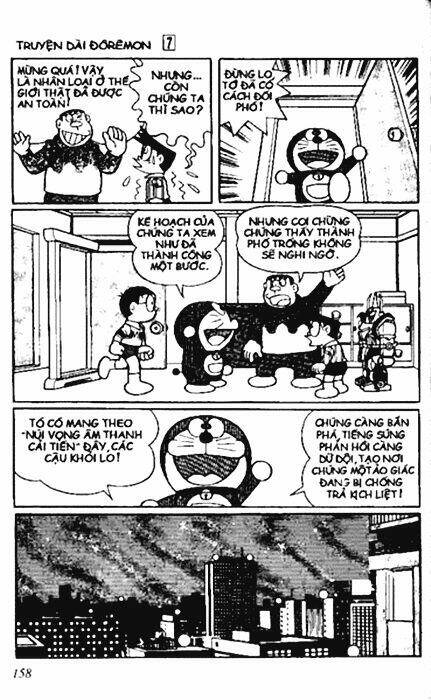 TRUYỆN DÀI ĐÔRÊMON 7
MỪNG QUÁ! VẬY
LÀ NHÂN LOẠI Ở THẾ
GIỚI THẬT ĐÃ ĐƯỢC
AN TOÀN!
NHƯNG...
CÒN
CHÚNG TA
THÌ SAO?
ĐỪNG LO,
TỚ ĐÃ CÓ
CÁCH ĐỐI
PHÓ!
KẾ HOẠCH CỦA
CHÚNG TA XEM
NHƯ ĐÃ
THÀNH CÔNG
MỘT BƯỚC.
NHƯNG COI CHỪNG
CHÚNG THẤY THÀNH
PHỐ TRỐNG KHÔNG
SẼ NGHI NGỜ.
TỚ CÓ MANG THEO
"NÚI VỌNG ÂM THANH
CẢI TIẾN" ĐÂY, CÁC
CẬU KHỎI LO!
CHÚNG CÀNG BẮN
PHÁ, TIẾNG SÚNG
PHẢN HỒI CÀNG
DỮ DỘI, TẠO NƠI
CHÚNG MỘT ẢO GIÁC
ĐANG BỊ CHỐNG
TRẢ KỊCH LIỆT!
158